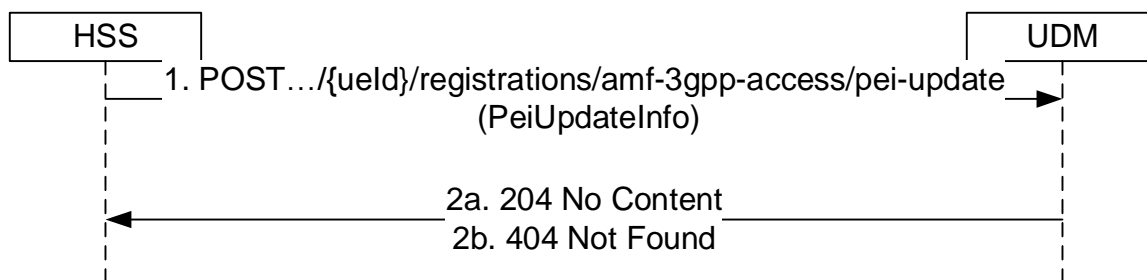 HSS
UDM
1. POST…/{ueId}/registrations/amf-3gpp-access/pei-update
(PeiUpdateInfo)
2a. 204 No Content
2b. 404 Not Found